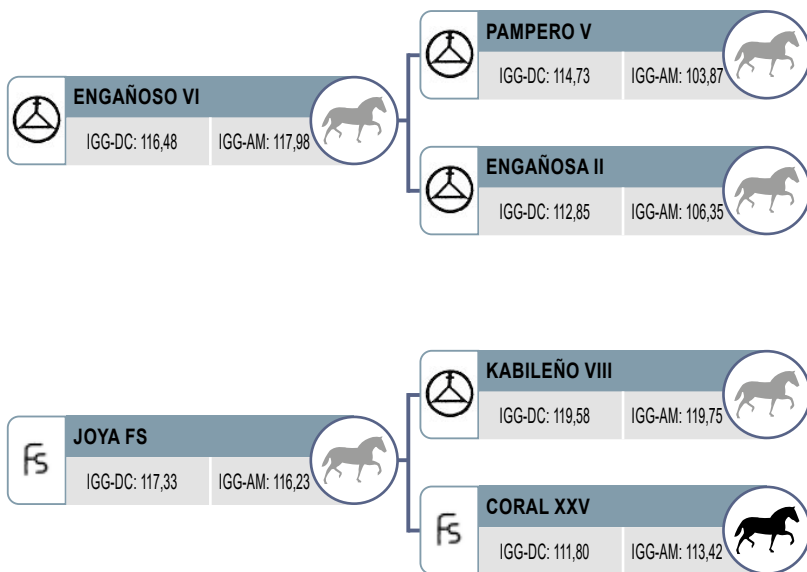 PAMPERO V
IGG-DC: 114,73 IGG-AM: 103,87
ENGAÑOSO VI
IGG-DC: 116,48 IGG-AM: 117,98
ENGAÑOSA II
IGG-DC: 112,85 IGG-AM: 106,35
KABILEÑO VIII
IGG-DC: 119,58 IGG-AM: 119,75
JOYA FS
Fs
IGG-DC: 117,33 IGG-AM: 116,23
CORAL XXV
Fs
IGG-DC: 111,80 IGG-AM: 113,42